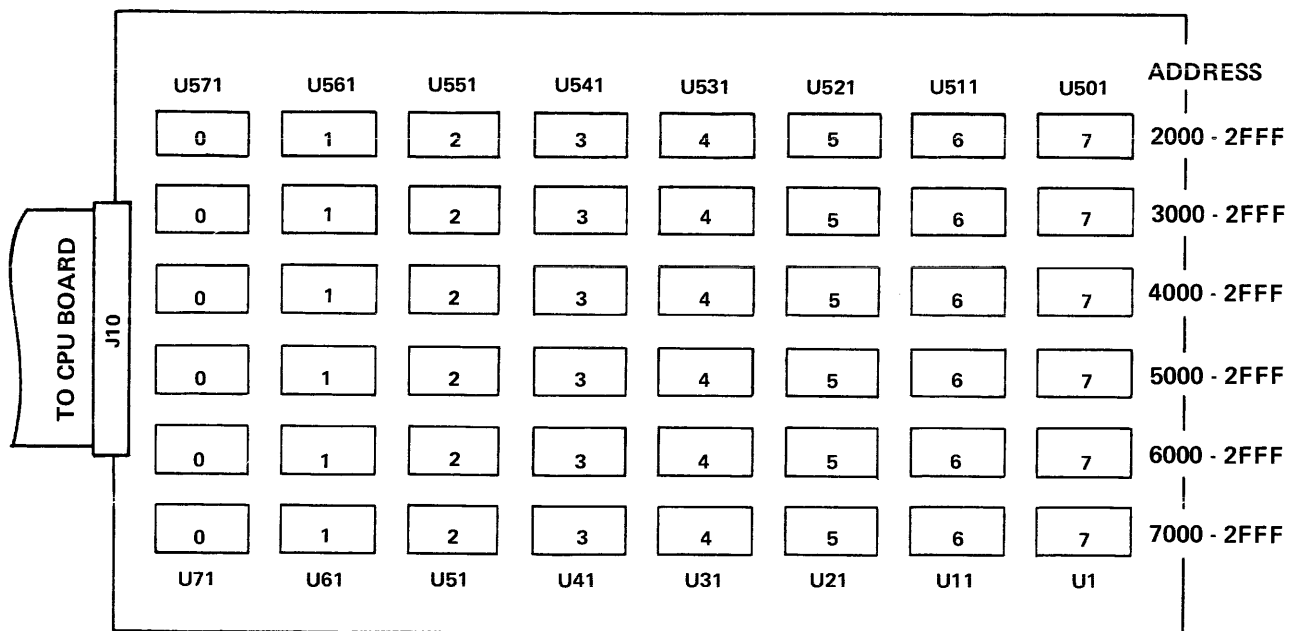 U571 U561 U551 U541 U531 U521 U511 U501 ADDRESS
0 1 2 3 4 5 6 7 2000 - 2FFF
0 1 2 3 4 5 6 7 3000 - 2FFF
0 1 2 3 4 5 6 7 4000 - 2FFF
0 1 2 3 4 5 6 7 5000 - 2FFF
0 1 2 3 4 5 6 7 6000 - 2FFF
0 1 2 3 4 5 6 7 7000 - 2FFF
U71 U61 U51 U41 U31 U21 U11 U1
TO CPU BOARD
J10